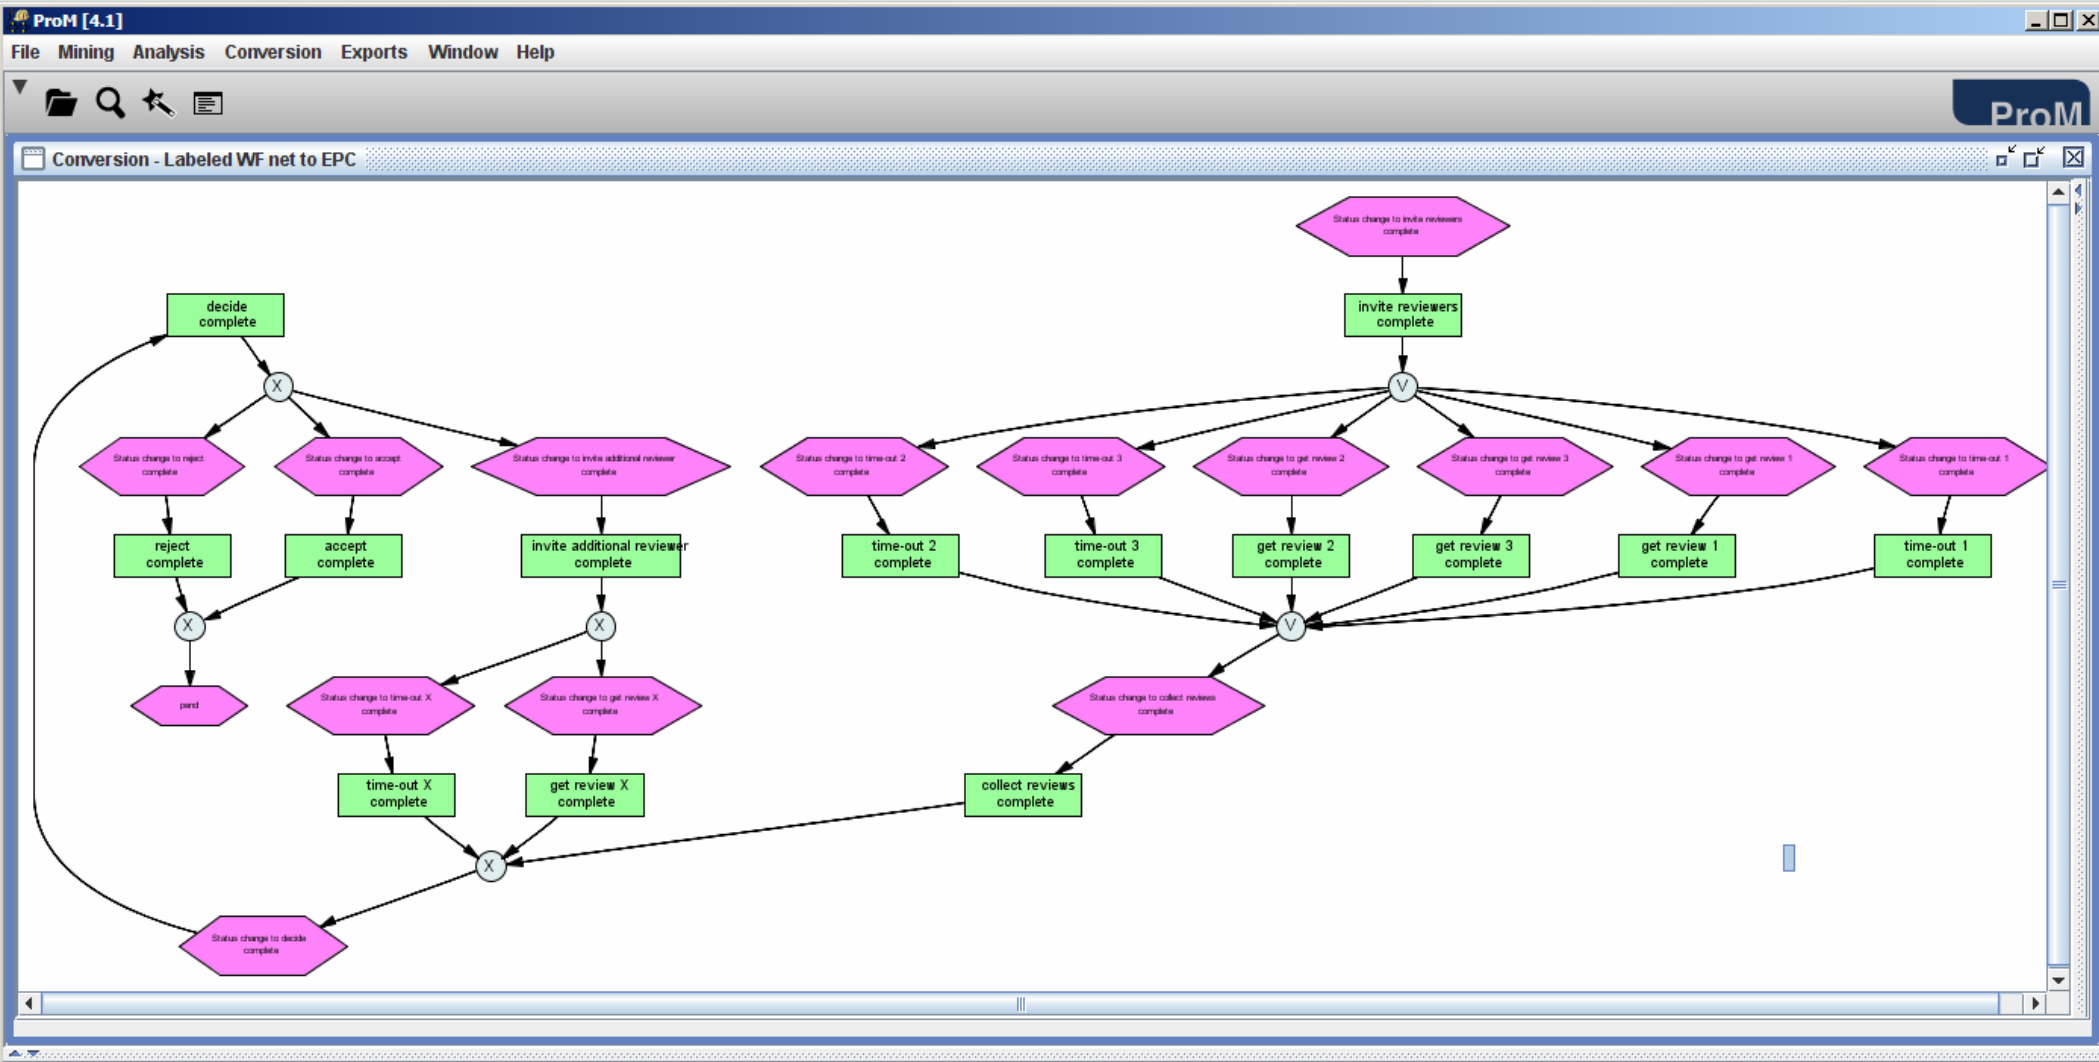 ProM [4.1]
File Mining Analysis Conversion Exports Window Help
ProM
Conversion - Labeled WF net to EPC
Status change to invite reviewers
complete
decide
complete
invite reviewers
complete
X
V
Status change to reject
complete
Status change to accept
complete
Status change to invite additional reviewer
complete
Status change to time-out 2
complete
Status change to time-out 3
complete
Status change to get review 2
complete
Status change to get review 3
complete
Status change to get review 1
complete
Status change to time-out 1
complete
reject
complete
accept
complete
invite additional reviewer
complete
time-out 2
complete
time-out 3
complete
get review 2
complete
get review 3
complete
get review 1
complete
time-out 1
complete
X
X
V
pend
Status change to time-out X
complete
Status change to get review X
complete
Status change to collect reviews
complete
time-out X
complete
get review X
complete
collect reviews
complete
X
Status change to decide
complete